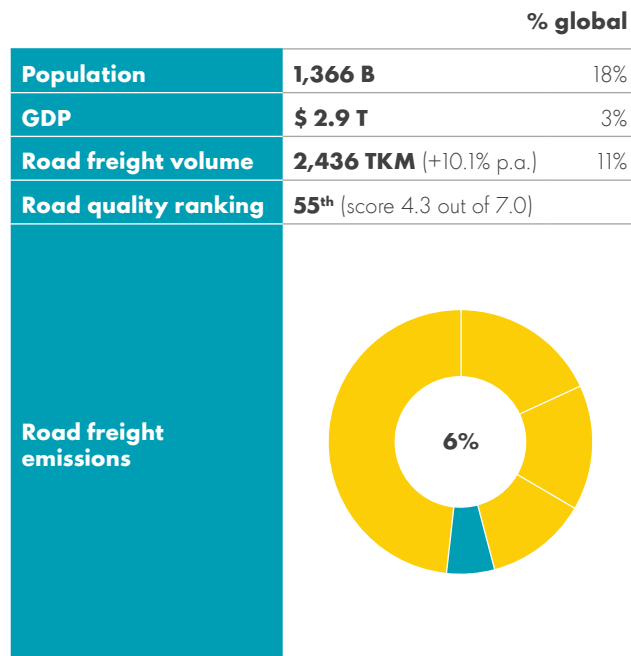 % global
Population 1,366 B 18%
GDP $ 2.9 T 3%
Road freight volume 2,436 TKM (+10.1% p.a.) 11%
Road quality ranking 55th (score 4.3 out of 7.0)
Road freight
emissions
6%